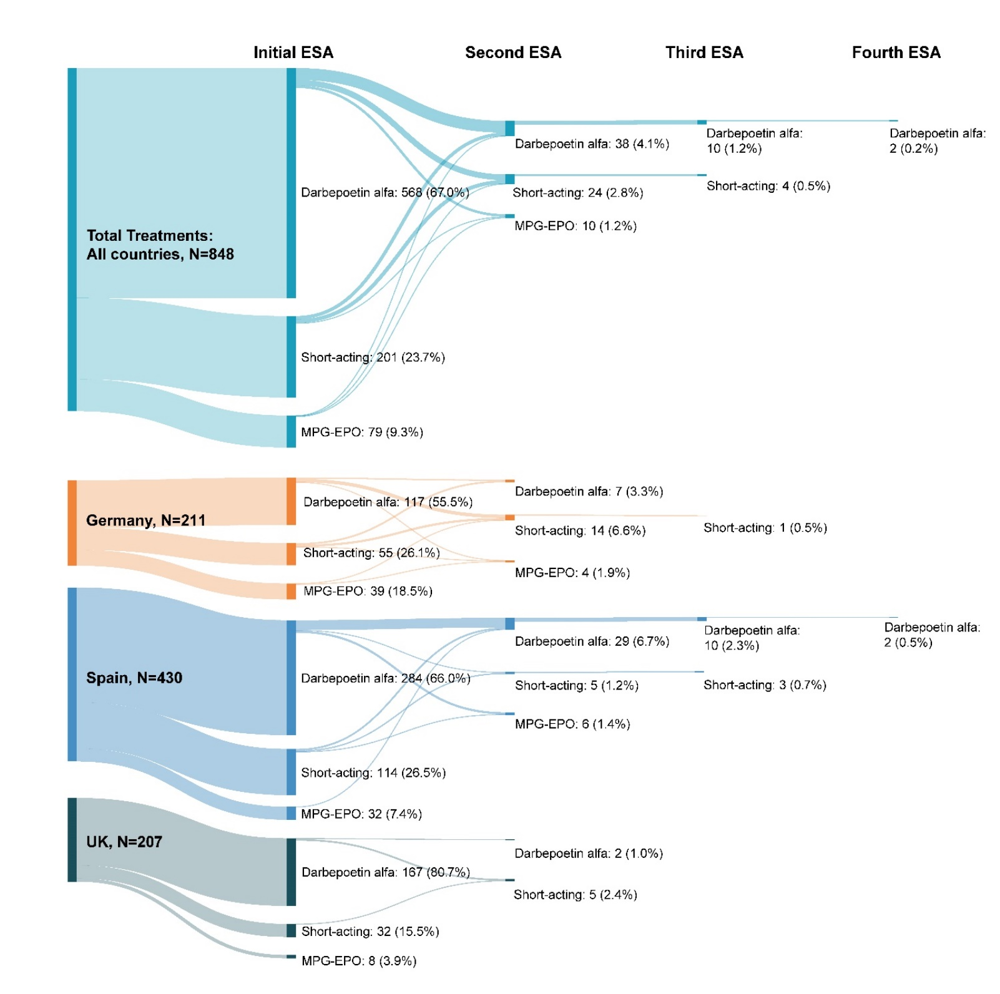 Initial ESA
Second ESA
Third ESA
Fourth ESA
Total Treatments:
All countries, N=848
Darbepoetin alfa: 568 (67.0%)
Short-acting: 201 (23.7%)
MPG-EPO: 79 (9.3%)
Darbepoetin alfa: 38 (4.1%)
Short-acting: 24 (2.8%)
MPG-EPO: 10 (1.2%)
Darbepoetin alfa:
10 (1.2%)
Short-acting: 4 (0.5%)
Darbepoetin alfa:
2 (0.2%)
Germany, N=211
Darbepoetin alfa: 117 (55.5%)
Short-acting: 55 (26.1%)
MPG-EPO: 39 (18.5%)
Darbepoetin alfa: 7 (3.3%)
Short-acting: 14 (6.6%)
MPG-EPO: 4 (1.9%)
Short-acting: 1 (0.5%)
Spain, N=430
Darbepoetin alfa: 284 (66.0%)
Short-acting: 114 (26.5%)
MPG-EPO: 32 (7.4%)
Darbepoetin alfa: 29 (6.7%)
Short-acting: 5 (1.2%)
MPG-EPO: 6 (1.4%)
Darbepoetin alfa:
10 (2.3%)
Short-acting: 3 (0.7%)
Darbepoetin alfa:
2 (0.5%)
UK, N=207
Darbepoetin alfa: 167 (80.7%)
Short-acting: 32 (15.5%)
MPG-EPO: 8 (3.9%)
Darbepoetin alfa: 2 (1.0%)
Short-acting: 5 (2.4%)